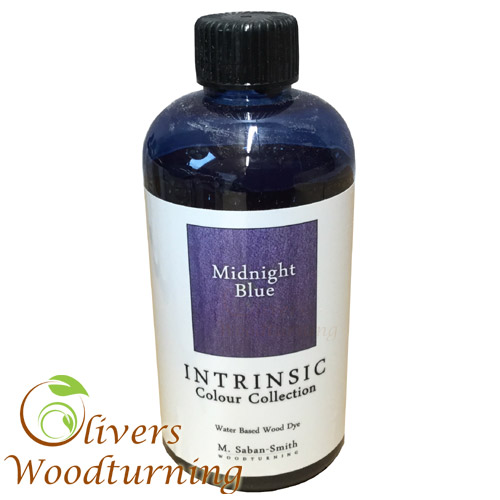 Midnight
Blue
INTRINSIC
Colour Collection
Water Based Wood Dye
M. Saban-Smith
WOODTURNING
Olivers
Woodturning